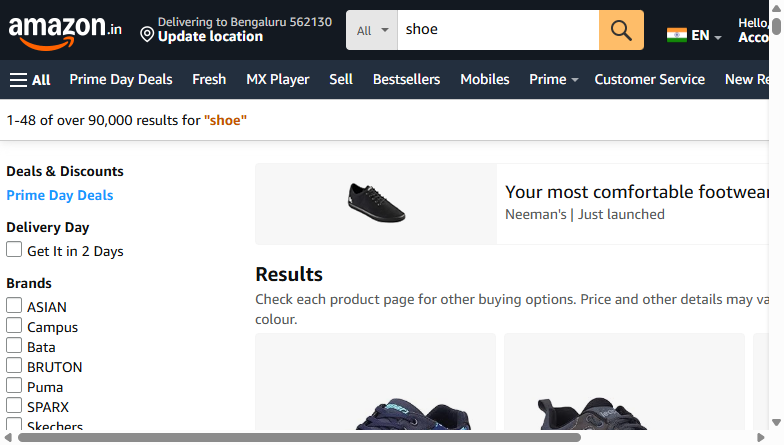 amazon.in
Delivering to Bengaluru 562130
Update location
All
shoe
EN
Hello,
Acco
All Prime Day Deals Fresh MX Player Sell Bestsellers Mobiles Prime Customer Service New Re
1-48 of over 90,000 results for "shoe"
Deals & Discounts
Prime Day Deals
Delivery Day
Get It in 2 Days
Brands
ASIAN
Campus
Bata
BRUTON
Puma
SPARX
Skechers
Your most comfortable footwear
Neeman's | Just launched
Results
Check each product page for other buying options. Price and other details may va
colour.